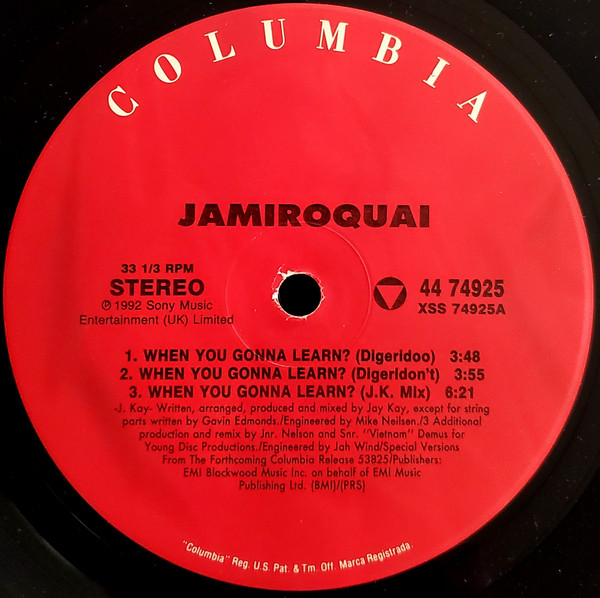 COLUMBIA
JAMIROQUAI
33 1/3 RPM
STEREO
℗ 1992 Sony Music
Entertainment (UK) Limited
44 74925
XSS 74925A
1. WHEN YOU GONNA LEARN? (Digeridoo) 3:48
2. WHEN YOU GONNA LEARN? (Digeridon't) 3:55
3. WHEN YOU GONNA LEARN? (J.K. Mix) 6:21
-J. Kay- Written, arranged, produced and mixed by Jay Kay, except for string
parts written by Gavin Edmonds./Engineered by Mike Neilsen./3 Additional
production and remix by Jnr. Nelson and Snr. "Vietnam" Demus for
Young Disc Productions./Engineered by Jah Wind/Special Versions
From The Forthcoming Columbia Release 53825/Publishers:
EMI Blackwood Music Inc. on behalf of EMI Music
Publishing Ltd. (BMI)/(PRS)
"Columbia" Reg. U.S. Pat. & Tm. Off. Marca Registrada.